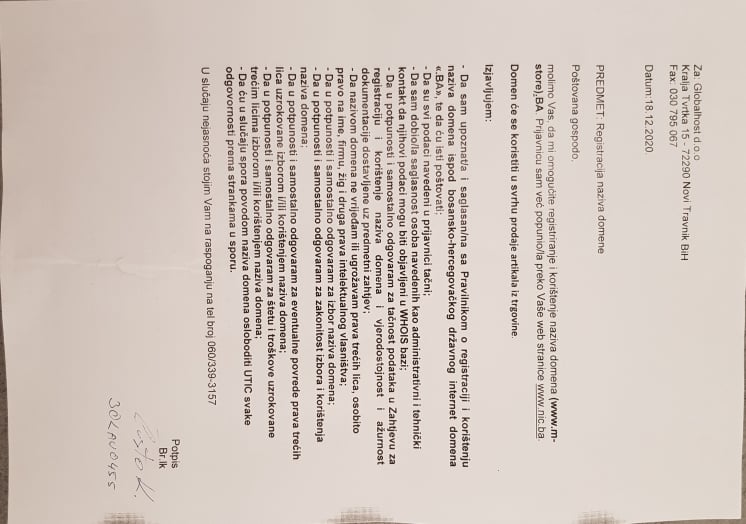 Za: Globalhost d.o.o
Kralja Tvrtka 15 - 72290 Novi Travnik BiH
Fax: 030 795 067
Datum:18.12.2020.
PREDMET: Registracija naziva domene
Poštovana gospodo,
molimo Vas, da mi omogućite registriranje i korištenje naziva domena (www.m-
store).BA. Prijavnicu sam već popunio/la preko Vaše web stranice www.nic.ba.
Domen će se koristiti u svrhu prodaje artikala iz trgovine
Izjavljujem:
- Da sam upoznat/a i saglasan/na sa Pravilnikom o registraciji i korištenju
naziva domena ispod bosansko-hercegovačkog državnog internet domena
«.BA», te da ću isti poštovati;
- Da su svi podaci navedeni u prijavnici tačni;
- Da sam dobio/la saglasnost osoba navedenih kao administrativni i tehnički
kontakt da njihovi podaci mogu biti objavljeni u WHOIS bazi;
- Da u potpunosti i samostalno odgovaram za tačnost podataka u Zahtjevu za
registraciju i korištenje naziva domena i vjerodostojnost i ažurnost
dokumentacije dostavljene uz predmetni zahtjev;
- Da nazivom domena ne vrijeđam ili ugrožavam prava trećih lica, osobito
pravo na ime, firmu, žig i druga prava intelektualnog vlasništva;
- Da u potpunosti i samostalno odgovaram za izbor naziva domena;
- Da u potpunosti i samostalno odgovaram za zakonitost izbora i korištenja
naziva domena;
- Da u potpunosti i samostalno odgovaram za eventualne povrede prava trećih
lica uzrokovane izborom i/ili korištenjem naziva domena;
- Da u potpunosti i samostalno odgovaram za štetu i troškove uzrokovane
trećim licima izborom i/ili korištenjem naziva domena;
- Da ću u slučaju spora povodom naziva domena osloboditi UTIC svake
odgovornosti prema strankama u sporu.
U slučaju nejasnoća stojim Vam na raspoganju na tel broj 060/339-3157
Potpis
Br.lk